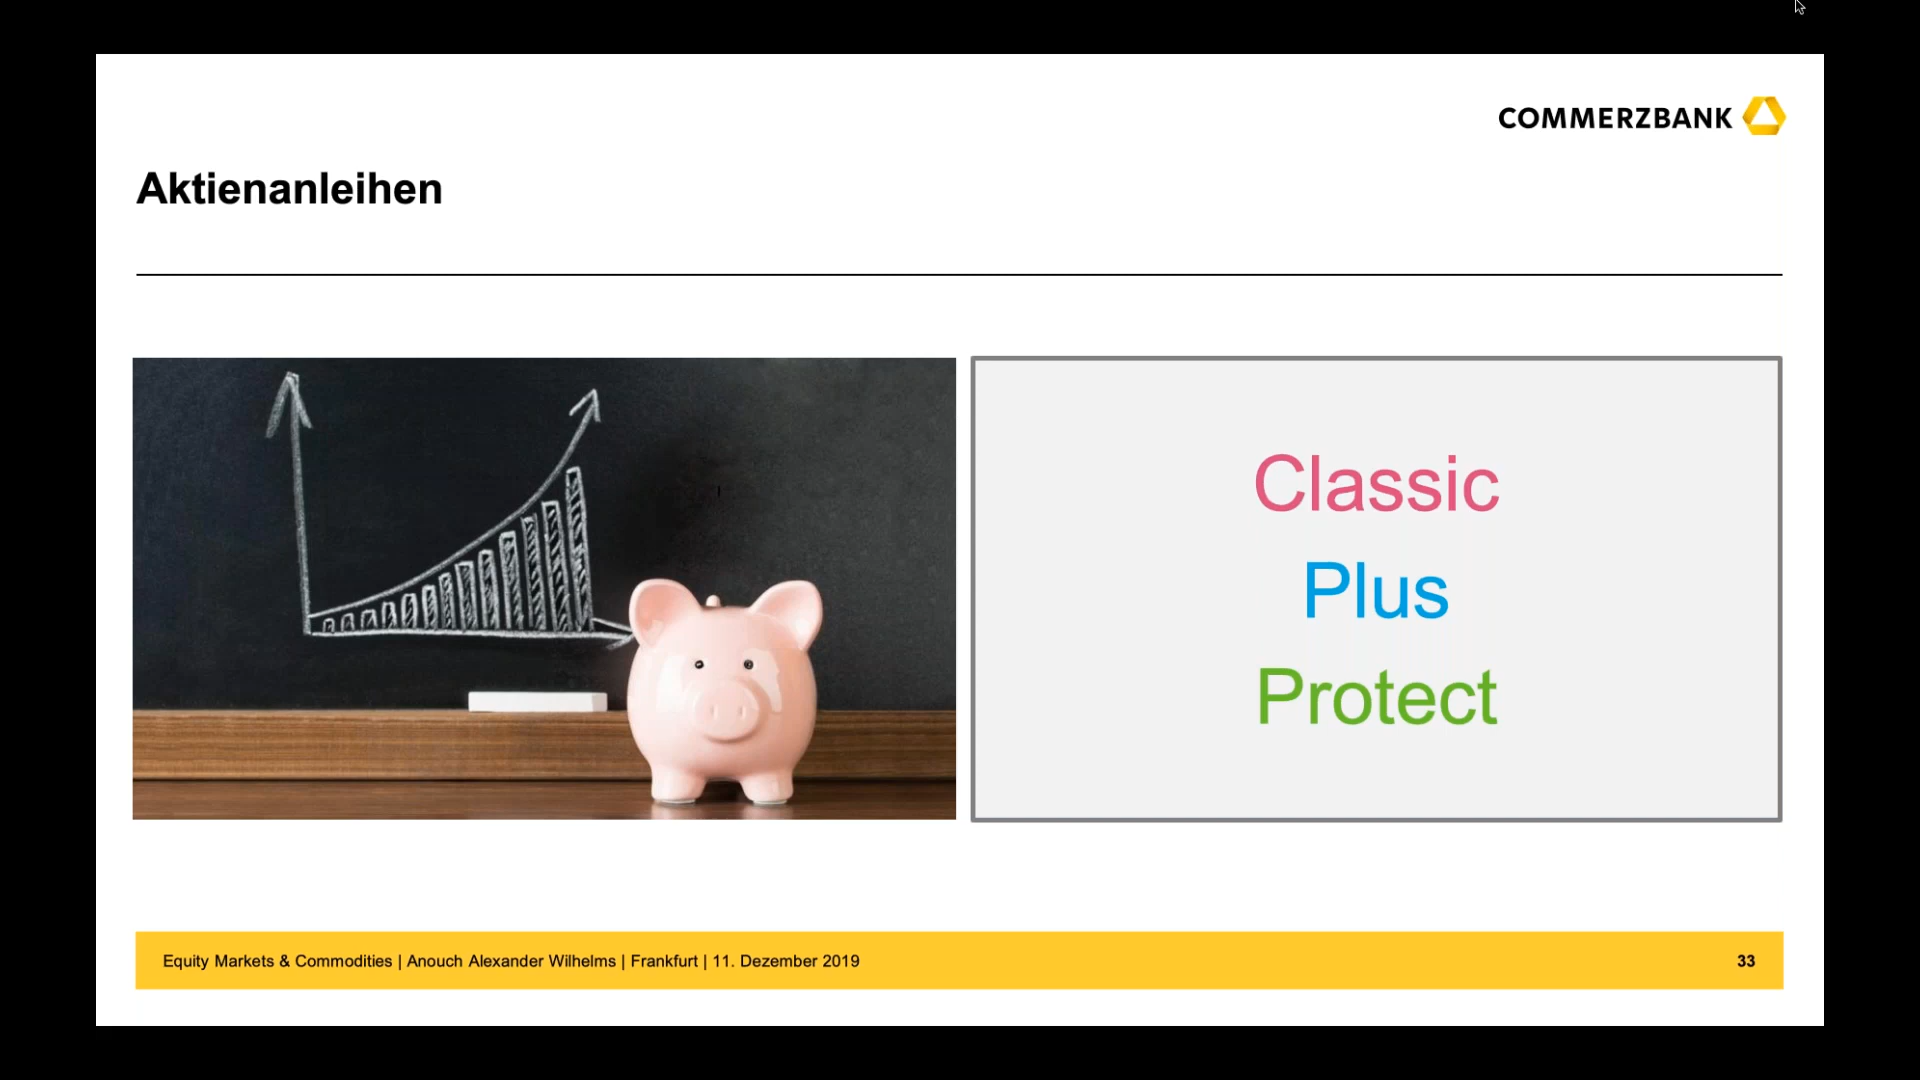 COMMERZBANK
Aktienanleihen
Classic
Plus
Protect
Equity Markets & Commodities | Anouch Alexander Wilhelms | Frankfurt | 11. Dezember 2019
33